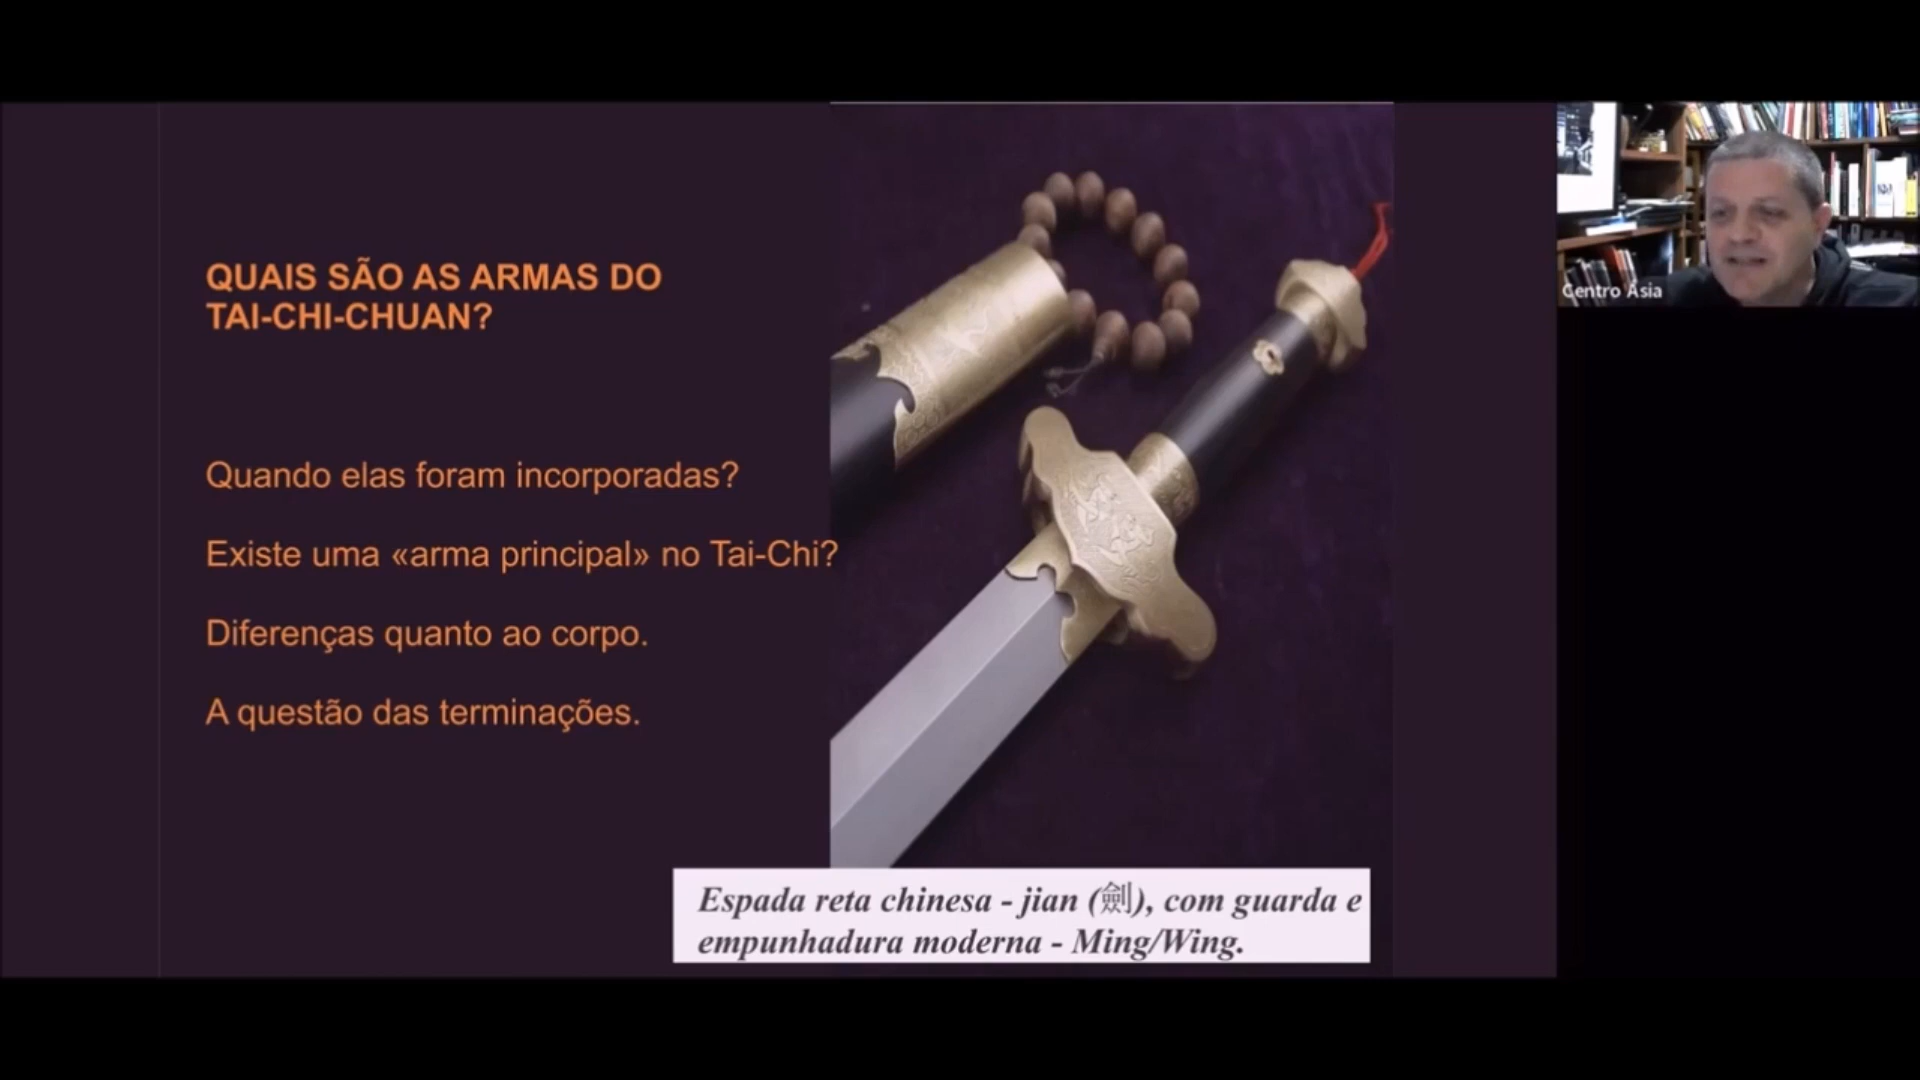 QUAIS SÃO AS ARMAS DO
TAI-CHI-CHUAN?
Quando elas foram incorporadas?
Existe uma «arma principal» no Tai-Chi?
Diferenças quanto ao corpo.
A questão das terminações.
Espada reta chinesa - jian (劍), com guarda e
empunhadura moderna - Ming/Wing.
Centro Ásia